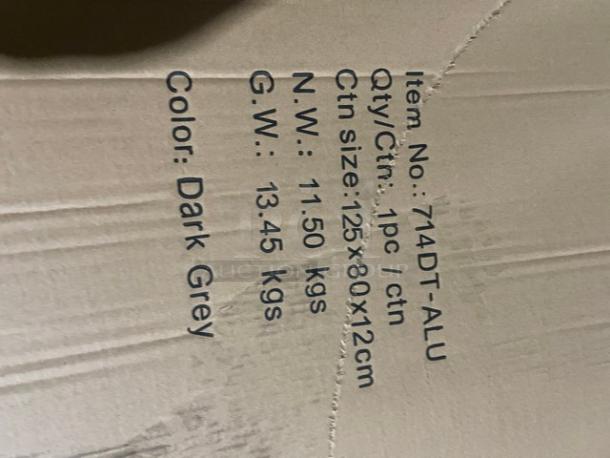 Item No.: 714DT-ALU
Qty/Ctn: 1pc / ctn
Ctn size:125x80x12cm
N.W.: 11.50 kgs
G.W.: 13.45 kgs
Color: Dark Grey